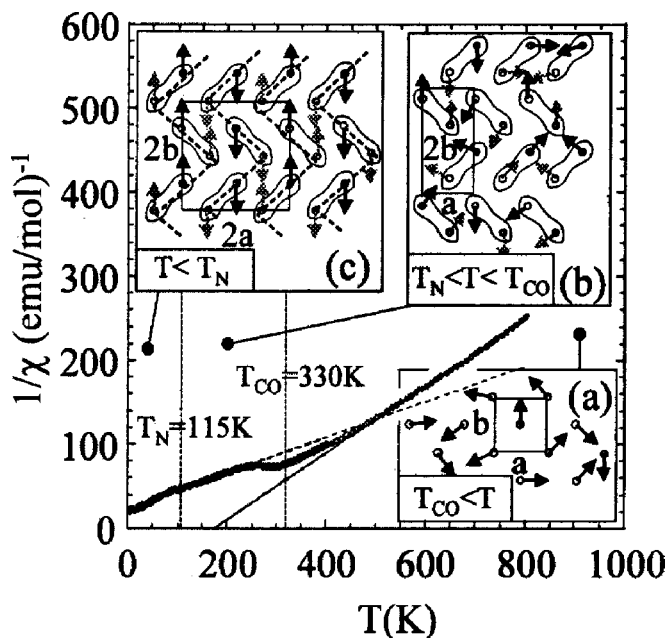 600
500
400
300
200
100
0
1/χ (emu/mol)⁻¹
0
200
400
600
800
1000
T(K)
2b
2a
T< T_N
(c)
2b
a
T_N<T< T_CO
(b)
T_CO=330K
T_N=115K
b
a
(a)
T_CO<T